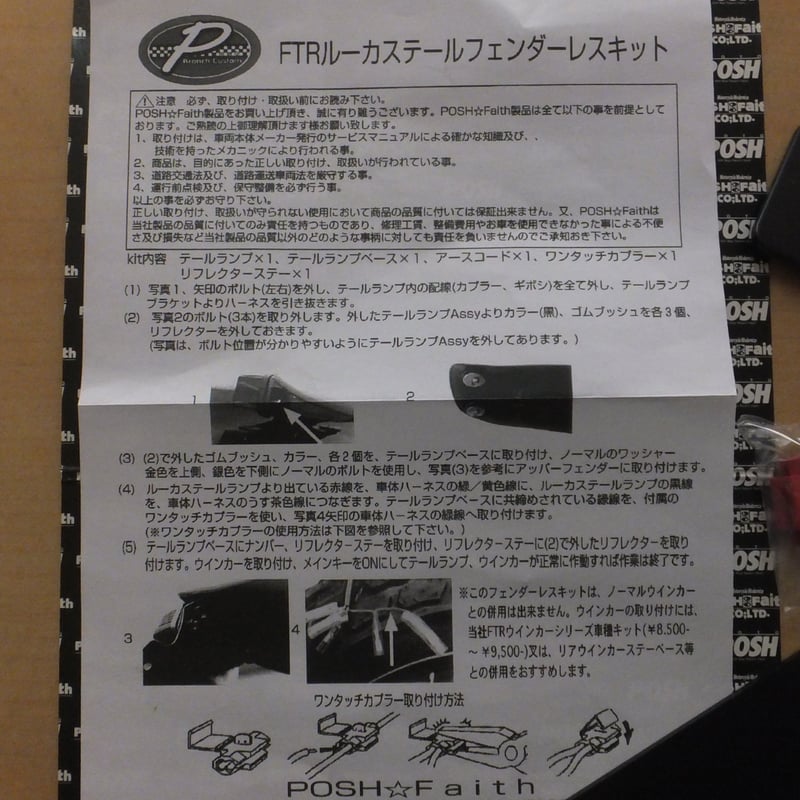 P
Branch Custom
FTRルーカステールフェンダーレスキット
注意 必ず、取り付け・取扱い前にお読み下さい。
POSH☆Faith製品をお買い上げ頂き、誠に有り難うございます。POSH☆Faith製品は全て以下の事を前提として
おります。ご熟読の上御理解頂けます様お願い致します。
1、取り付けは、車両本体メーカー発行のサービスマニュアルによる確かな知識及び、、
技術を持ったメカニックにより行われる事。
2、商品は、目的にあった正しい取り付け、取扱いが行われている事。
3、道路交通法及び、道路運送車両法を厳守する事。
4、運行前点検及び、保守整備を必ず行う事。
以上の事を必ずお守り下さい。
正しい取り付け、取扱いが守られない使用において商品の品質に付いては保証出来ません。又、POSH☆Faithは
当社製品の品質に付いてのみ責任を持つものであり、修理工賃、整備費用やお車を使用できなかった事による不便
さ及び損失など当社製品の品質以外のどのような事柄に対しても責任を負いませんのでご承知おき下さい。
kit内容 テールランプ×1、テールランプベース×1、アースコード×1、ワンタッチカプラー×1
リフレクターステー×1
(1) 写真1、矢印のボルト(左右)を外し、テールランプ内の配線(カプラー、ギボシ)を全て外し、テールランプ
ブラケットよりハーネスを引き抜きます。
(2) 写真2のボルト(3本)を取り外します。外したテールランプAssyよりカラー(黒)、ゴムブッシュを各3個、
リフレクターを外しておきます。
(写真は、ボルト位置が分かりやすいようにテールランプAssyを外してあります。)
1
2
(3) (2)で外したゴムブッシュ、カラー、各2個を、テールランプベースに取り付け、ノーマルのワッシャー
金色を上側、銀色を下側にノーマルのボルトを使用し、写真(3)を参考にアッパーフェンダーに取り付けます。
(4) ルーカステールランプより出ている赤線を、車体ハーネスの緑/黄色線に、ルーカステールランプの黒線
を、車体ハーネスのうす茶色線につなぎます。テールランプベースに共締めされている緑線を、付属の
ワンタッチカプラーを使い、写真4矢印の車体ハーネスの緑線へ取り付けます。
(※ワンタッチカプラーの使用方法は下図を参照して下さい。)
(5) テールランプベースにナンバー、リフレクターステーを取り付け、リフレクターステーに(2)で外したリフレクターを取り
付けます。ウインカーを取り付け、メインキーをONにしてテールランプ、ウインカーが正常に作動すれば作業は終了です。
3
4
※このフェンダーレスキットは、ノーマルウインカー
との併用は出来ません。ウインカーの取り付けには、
当社FTRウインカーシリーズ車種キット(￥8.500-
～￥9,500-)又は、リアウインカーステーベース等
との併用をおすすめします。
ワンタッチカプラー取り付け方法
POSH☆Faith
CO;LTD-
POSH
CO;LTD-
POSH
CO;LTD-
POSH